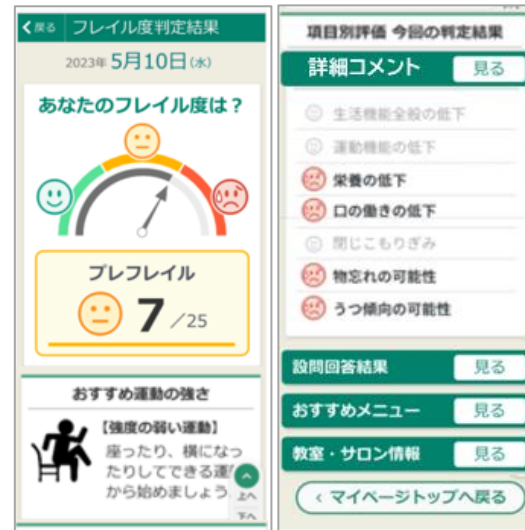 戻る フレイル度判定結果
2023年 5月10日(水)
あなたのフレイル度は？
プレフレイル
7/25
おすすめ運動の強さ
【強度の弱い運動】
座ったり、横になっ
たりしてできる運
から始めましょう
上へ
下へ
項目別評価 今回の判定結果
詳細コメント 見る
生活機能全般の低下
運動機能の低下
栄養の低下
口の働きの低下
閉じこもりぎみ
物忘れの可能性
うつ傾向の可能性
設問回答結果 見る
おすすめメニュー 見る
教室・サロン情報 見る
マイページトップへ戻る